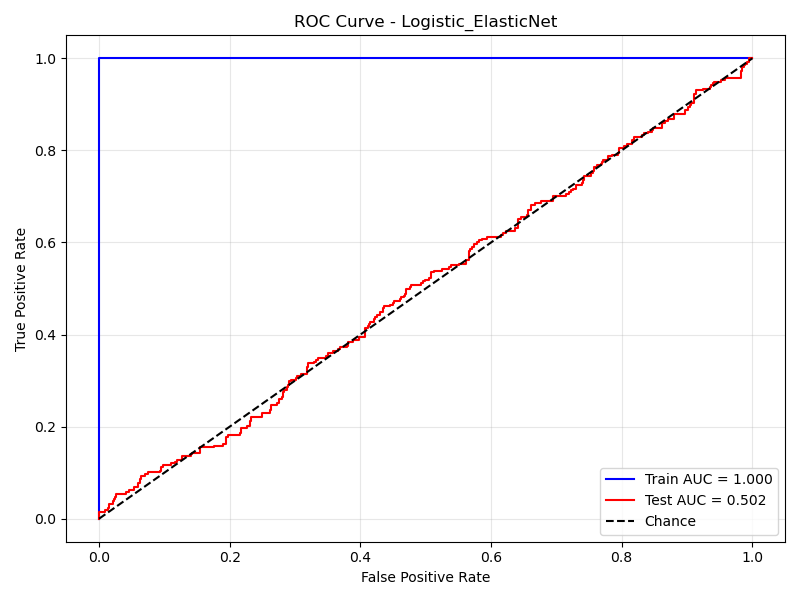 ROC Curve - Logistic_ElasticNet
True Positive Rate
1.0
0.8
0.6
0.4
0.2
0.0
Train AUC = 1.000
Test AUC = 0.502
Chance
0.0 0.2 0.4 0.6 0.8 1.0
False Positive Rate